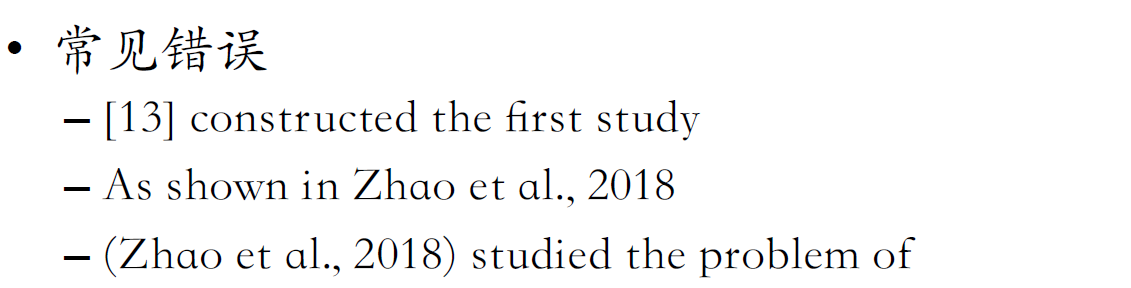 • 常见错误
– [13] constructed the first study
– As shown in Zhao et al., 2018
– (Zhao et al., 2018) studied the problem of